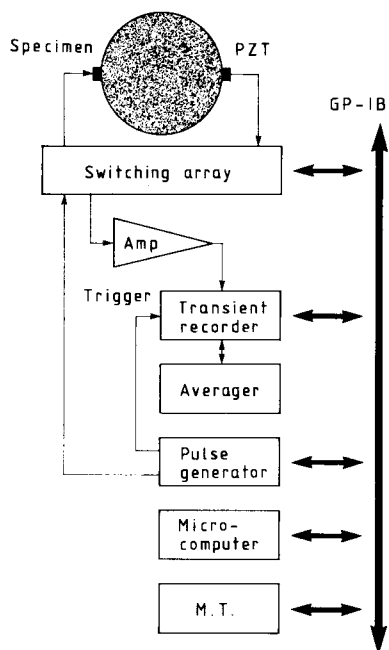 Specimen
PZT
GP-IB
Switching array
Amp
Trigger
Transient
recorder
Averager
Pulse
generator
Micro-
computer
M.T.